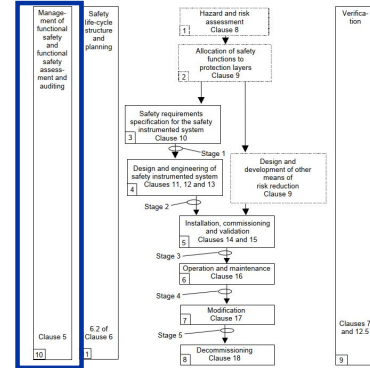 Manage-
ment of
functional
safety
and
functional
safety
assess-
ment and
auditing
Clause 5
10
Safety
life-cycle
structure
and
planning
6.2 of
Clause 6
1
Hazard and risk
assessment
Clause 8
1
Allocation of safety
functions to
protection layers
Clause 9
2
Safety requirements
specification for the safety
instrumented system
Clause 10
3
Stage 1
Design and engineering of
safety instrumented system
Clauses 11, 12 and 13
4
Design and
development of other
means of
risk reduction
Clause 9
Stage 2
Installation, commissioning
and validation
Clauses 14 and 15
5
Stage 3
Operation and maintenance
Clause 16
6
Stage 4
Modification
Clause 17
7
Stage 5
Decommissioning
Clause 18
8
Verifica-
tion
Clauses 7
and 12.5
9